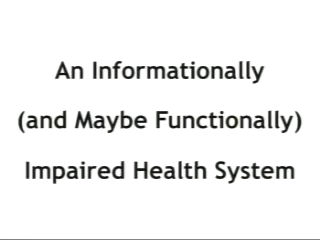 An Informationally
(and Maybe Functionally)
Impaired Health System